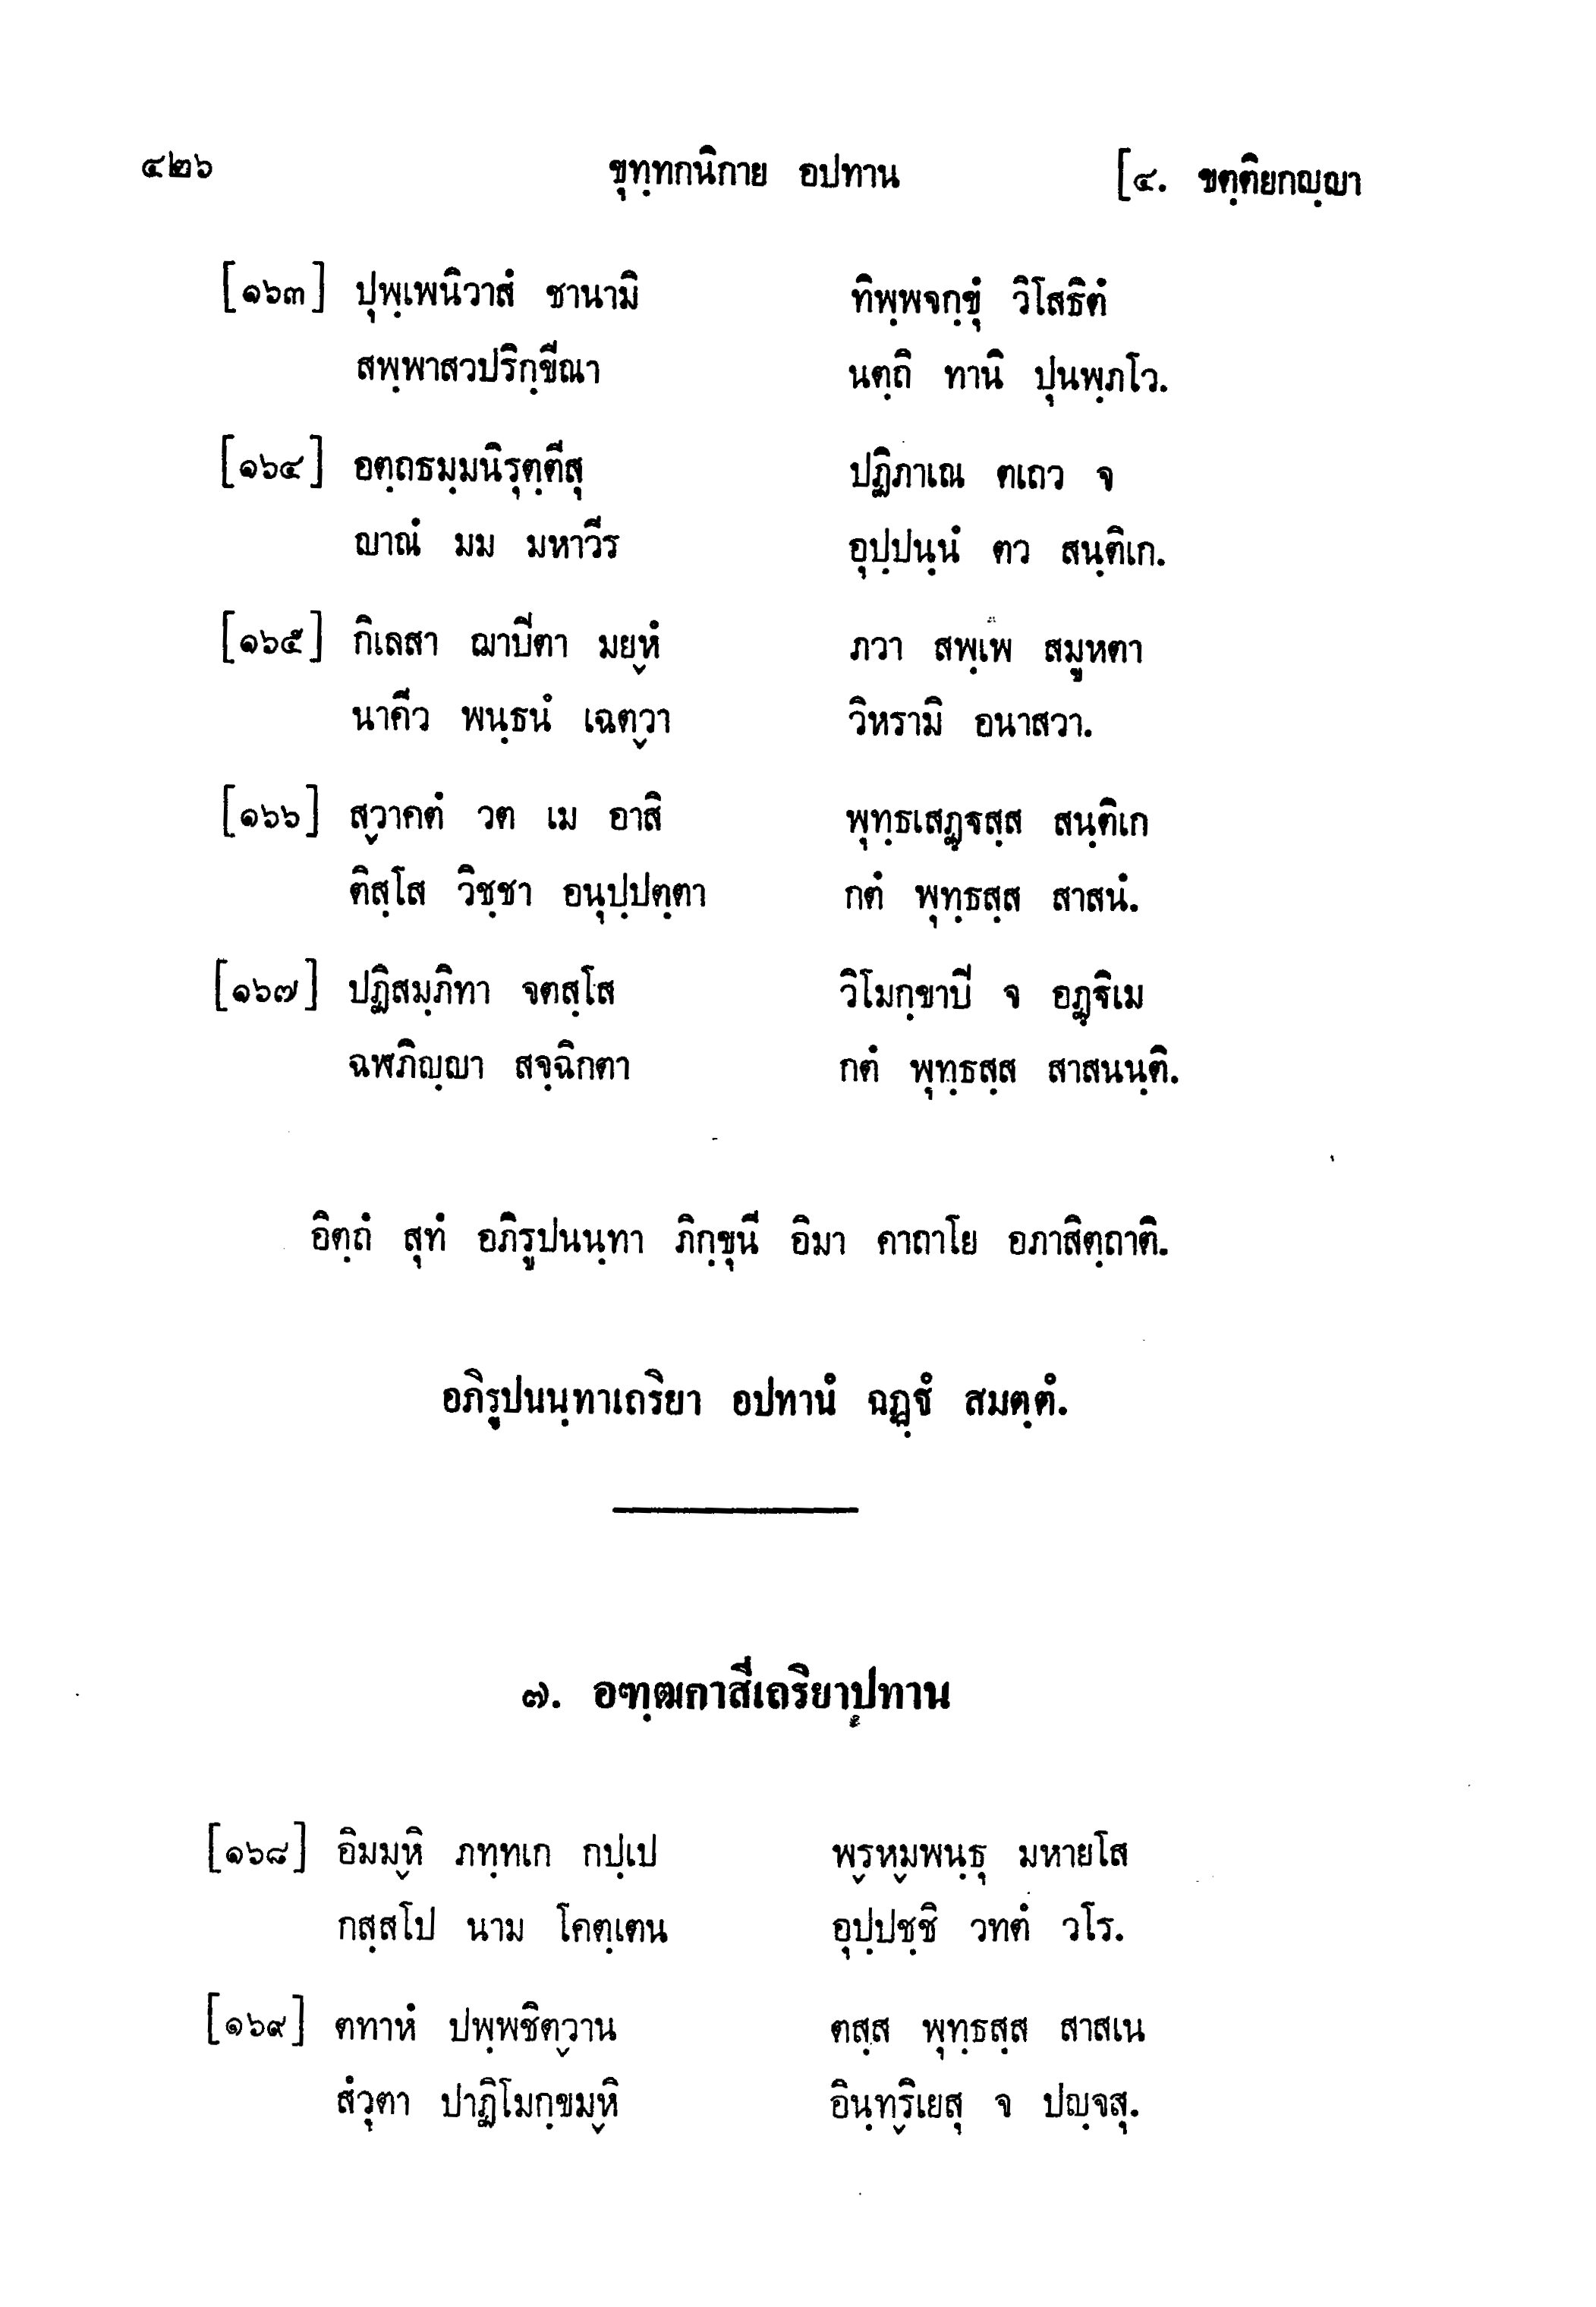 ๔๒๖ ขุทฺทกนิกาย อปทาน [๔. ขตฺติยกญฺญา
[๑๖๓] ปุพฺเพนิวาสํ ชานามิ ทิพฺพจกฺขุํ วิโสธิตํ
สพฺพาสวปริกฺขีณา นตฺถิ ทานิ ปุนพฺภโว.
[๑๖๔] อตฺถธมฺมนิรุตฺตีสุ ปฏิภาเณ ตเถว จ
ญาณํ มม มหาวีร อุปฺปนฺนํ ตว สนฺติเก.
[๑๖๕] กิเลสา ฌาปีตา มยฺหํ ภวา สพฺเพ สมูหตา
นาคีว พนฺธนํ เฉตฺวา วิหรามิ อนาสวา.
[๑๖๖] สฺวาคตํ วต เม อาสิ พุทฺธเสฏฺฐสฺส สนฺติเก
ติสฺโส วิชฺชา อนุปฺปตฺตา กตํ พุทฺธสฺส สาสนํ.
[๑๖๗] ปฏิสมฺภิทา จตสฺโส วิโมกฺขาปี จ อฏฺฐิเม
ฉฬภิญฺญา สจฺฉิกตา กตํ พุทฺธสฺส สาสนนฺติ.
อิตฺถํ สุทํ อภิรูปนนฺทา ภิกฺขุนี อิมา คาถาโย อภาสิตฺถาติ.
อภิรูปนนฺทาเถริยา อปทานํ ฉฏฺฐํ สมตฺตํ.
๗. อฑฺฒกาสีเถริยาปทาน
[๑๖๘] อิมมฺหิ ภทฺทเก กปฺเป พฺรหฺมพนฺธุ มหายโส
กสฺสโป นาม โคตฺเตน อุปฺปชฺชิ วทตํ วโร.
[๑๖๙] ตทาหํ ปพฺพชิตฺวาน ตสฺส พุทฺธสฺส สาสเน
สํวุตา ปาฏิโมกฺขมฺหิ อินฺทฺริเยสุ จ ปญฺจสุ.